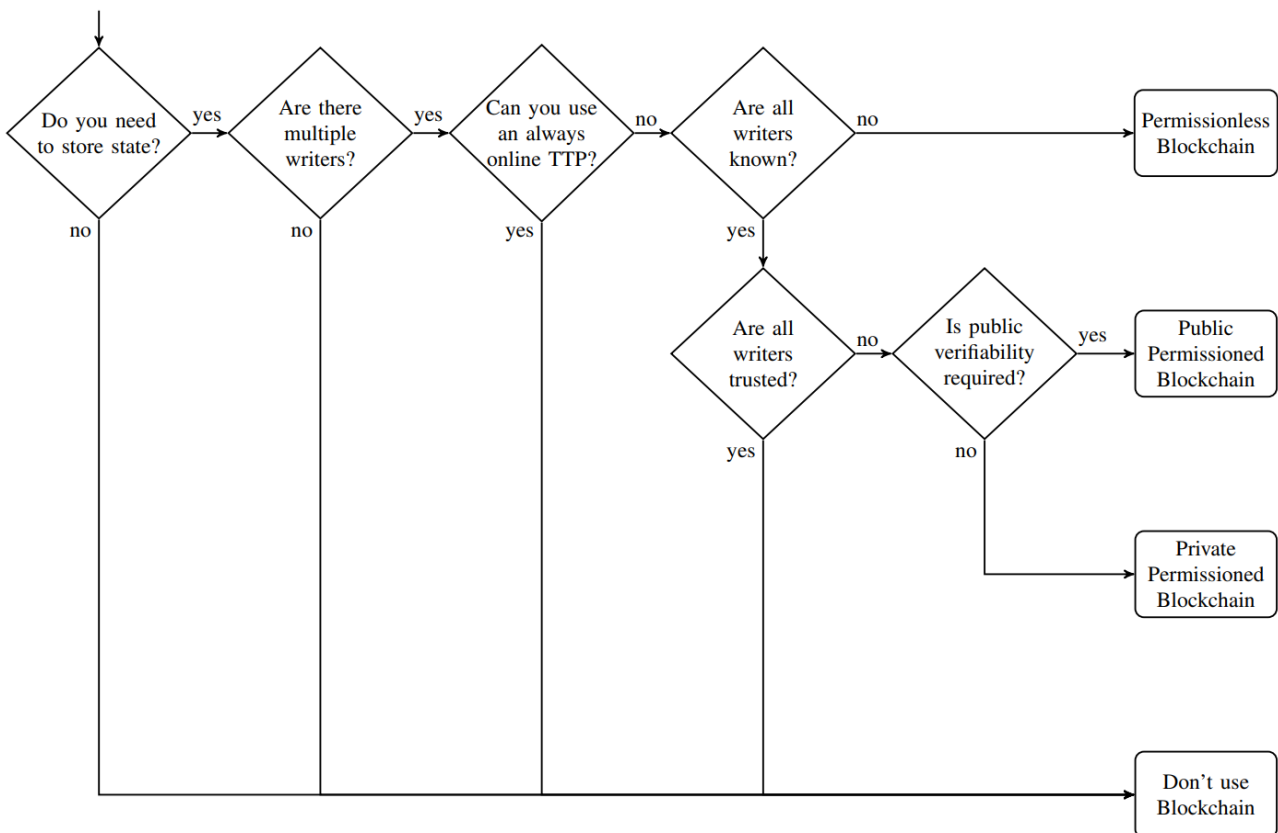 Do you need
to store state?
yes
no
Are there
multiple
writers?
yes
no
Can you use
an always
online TTP?
no
yes
Are all
writers
known?
no
yes
Permissionless
Blockchain
Are all
writers
trusted?
no
yes
Is public
verifiability
required?
yes
no
Public
Permissioned
Blockchain
Private
Permissioned
Blockchain
Don't use
Blockchain